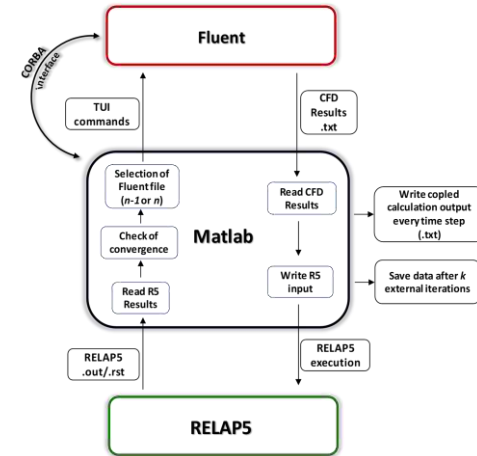 Fluent
CORBA
interface
TUI
commands
CFD
Results
.txt
Selection of
Fluent file
(n-1 or n)
Check of
convergence
Read R5
Results
Matlab
Read CFD
Results
Write R5
input
Write copled
calculation output
every time step
(.txt)
Save data after k
external iterations
RELAP5
.out/.rst
RELAP5
execution
RELAP5